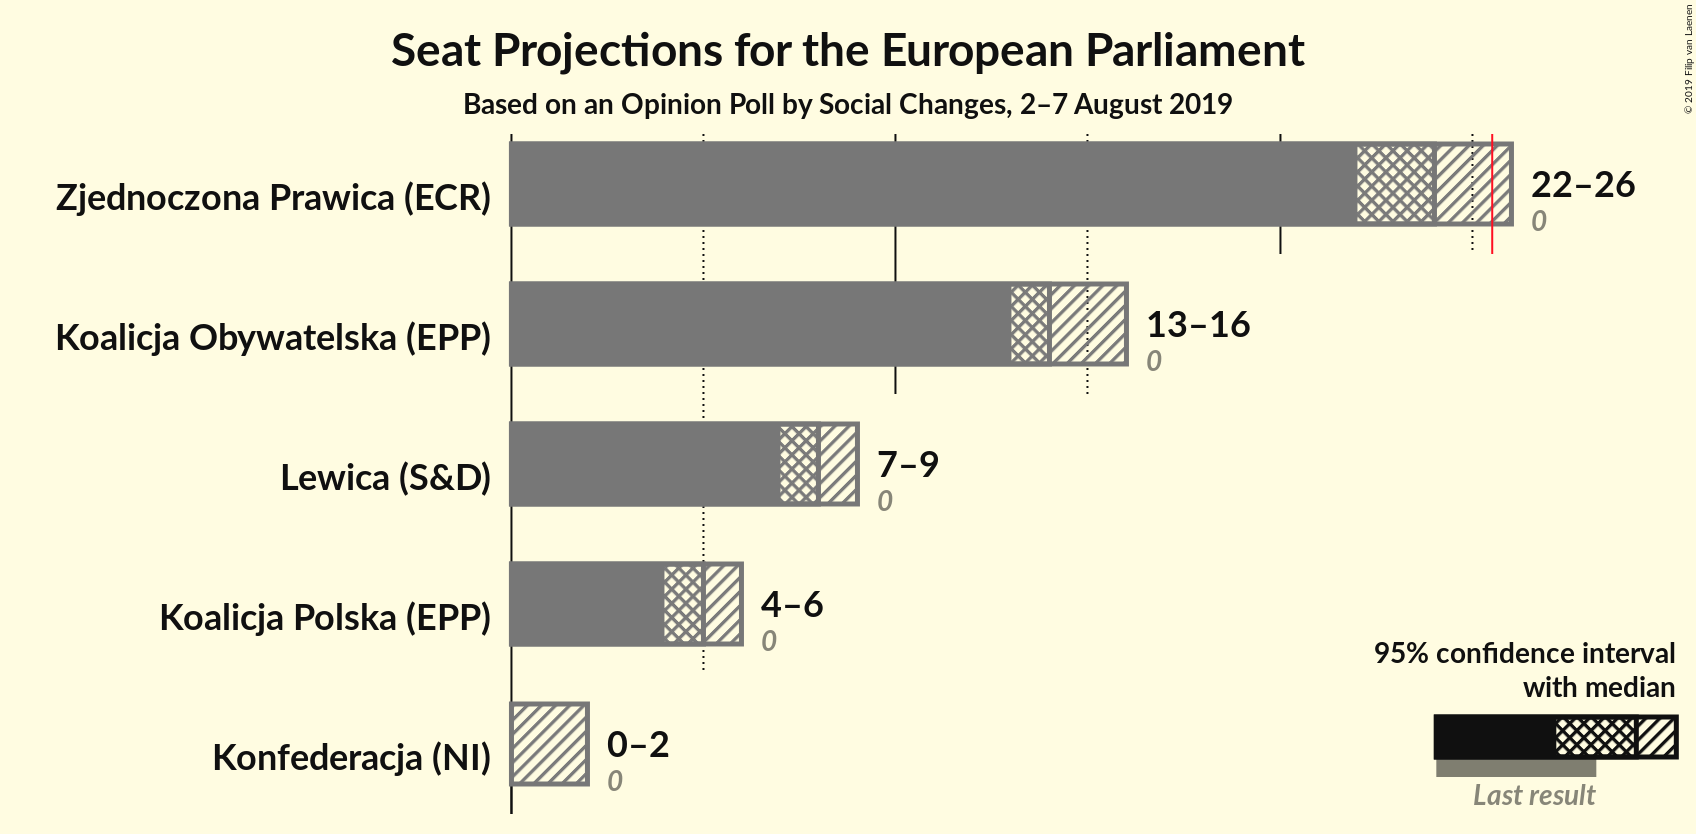 Seat Projections for the European Parliament
Based on an Opinion Poll by Social Changes, 2–7 August 2019
© 2019 Filip van Laenen
Zjednoczona Prawica (ECR)
22–26
0
Koalicja Obywatelska (EPP)
13–16
0
Lewica (S&D)
7–9
0
Koalicja Polska (EPP)
4–6
0
Konfederacja (NI)
0–2
0
95% confidence interval
with median
Last result